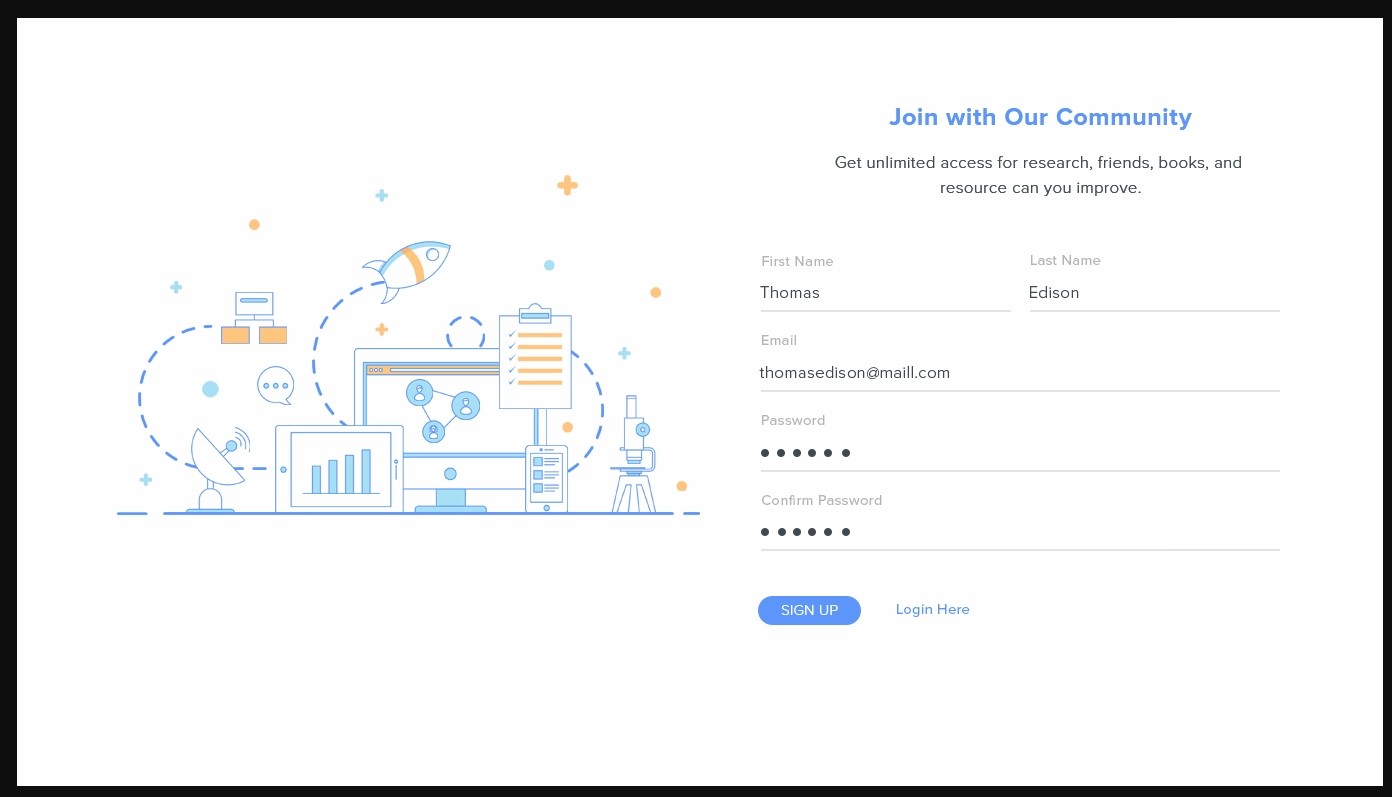 Join with Our Community
Get unlimited access for research, friends, books, and
resource can you improve.
First Name
Last Name
Thomas
Edison
Email
thomasedison@maill.com
Password
Confirm Password
SIGN UP
Login Here